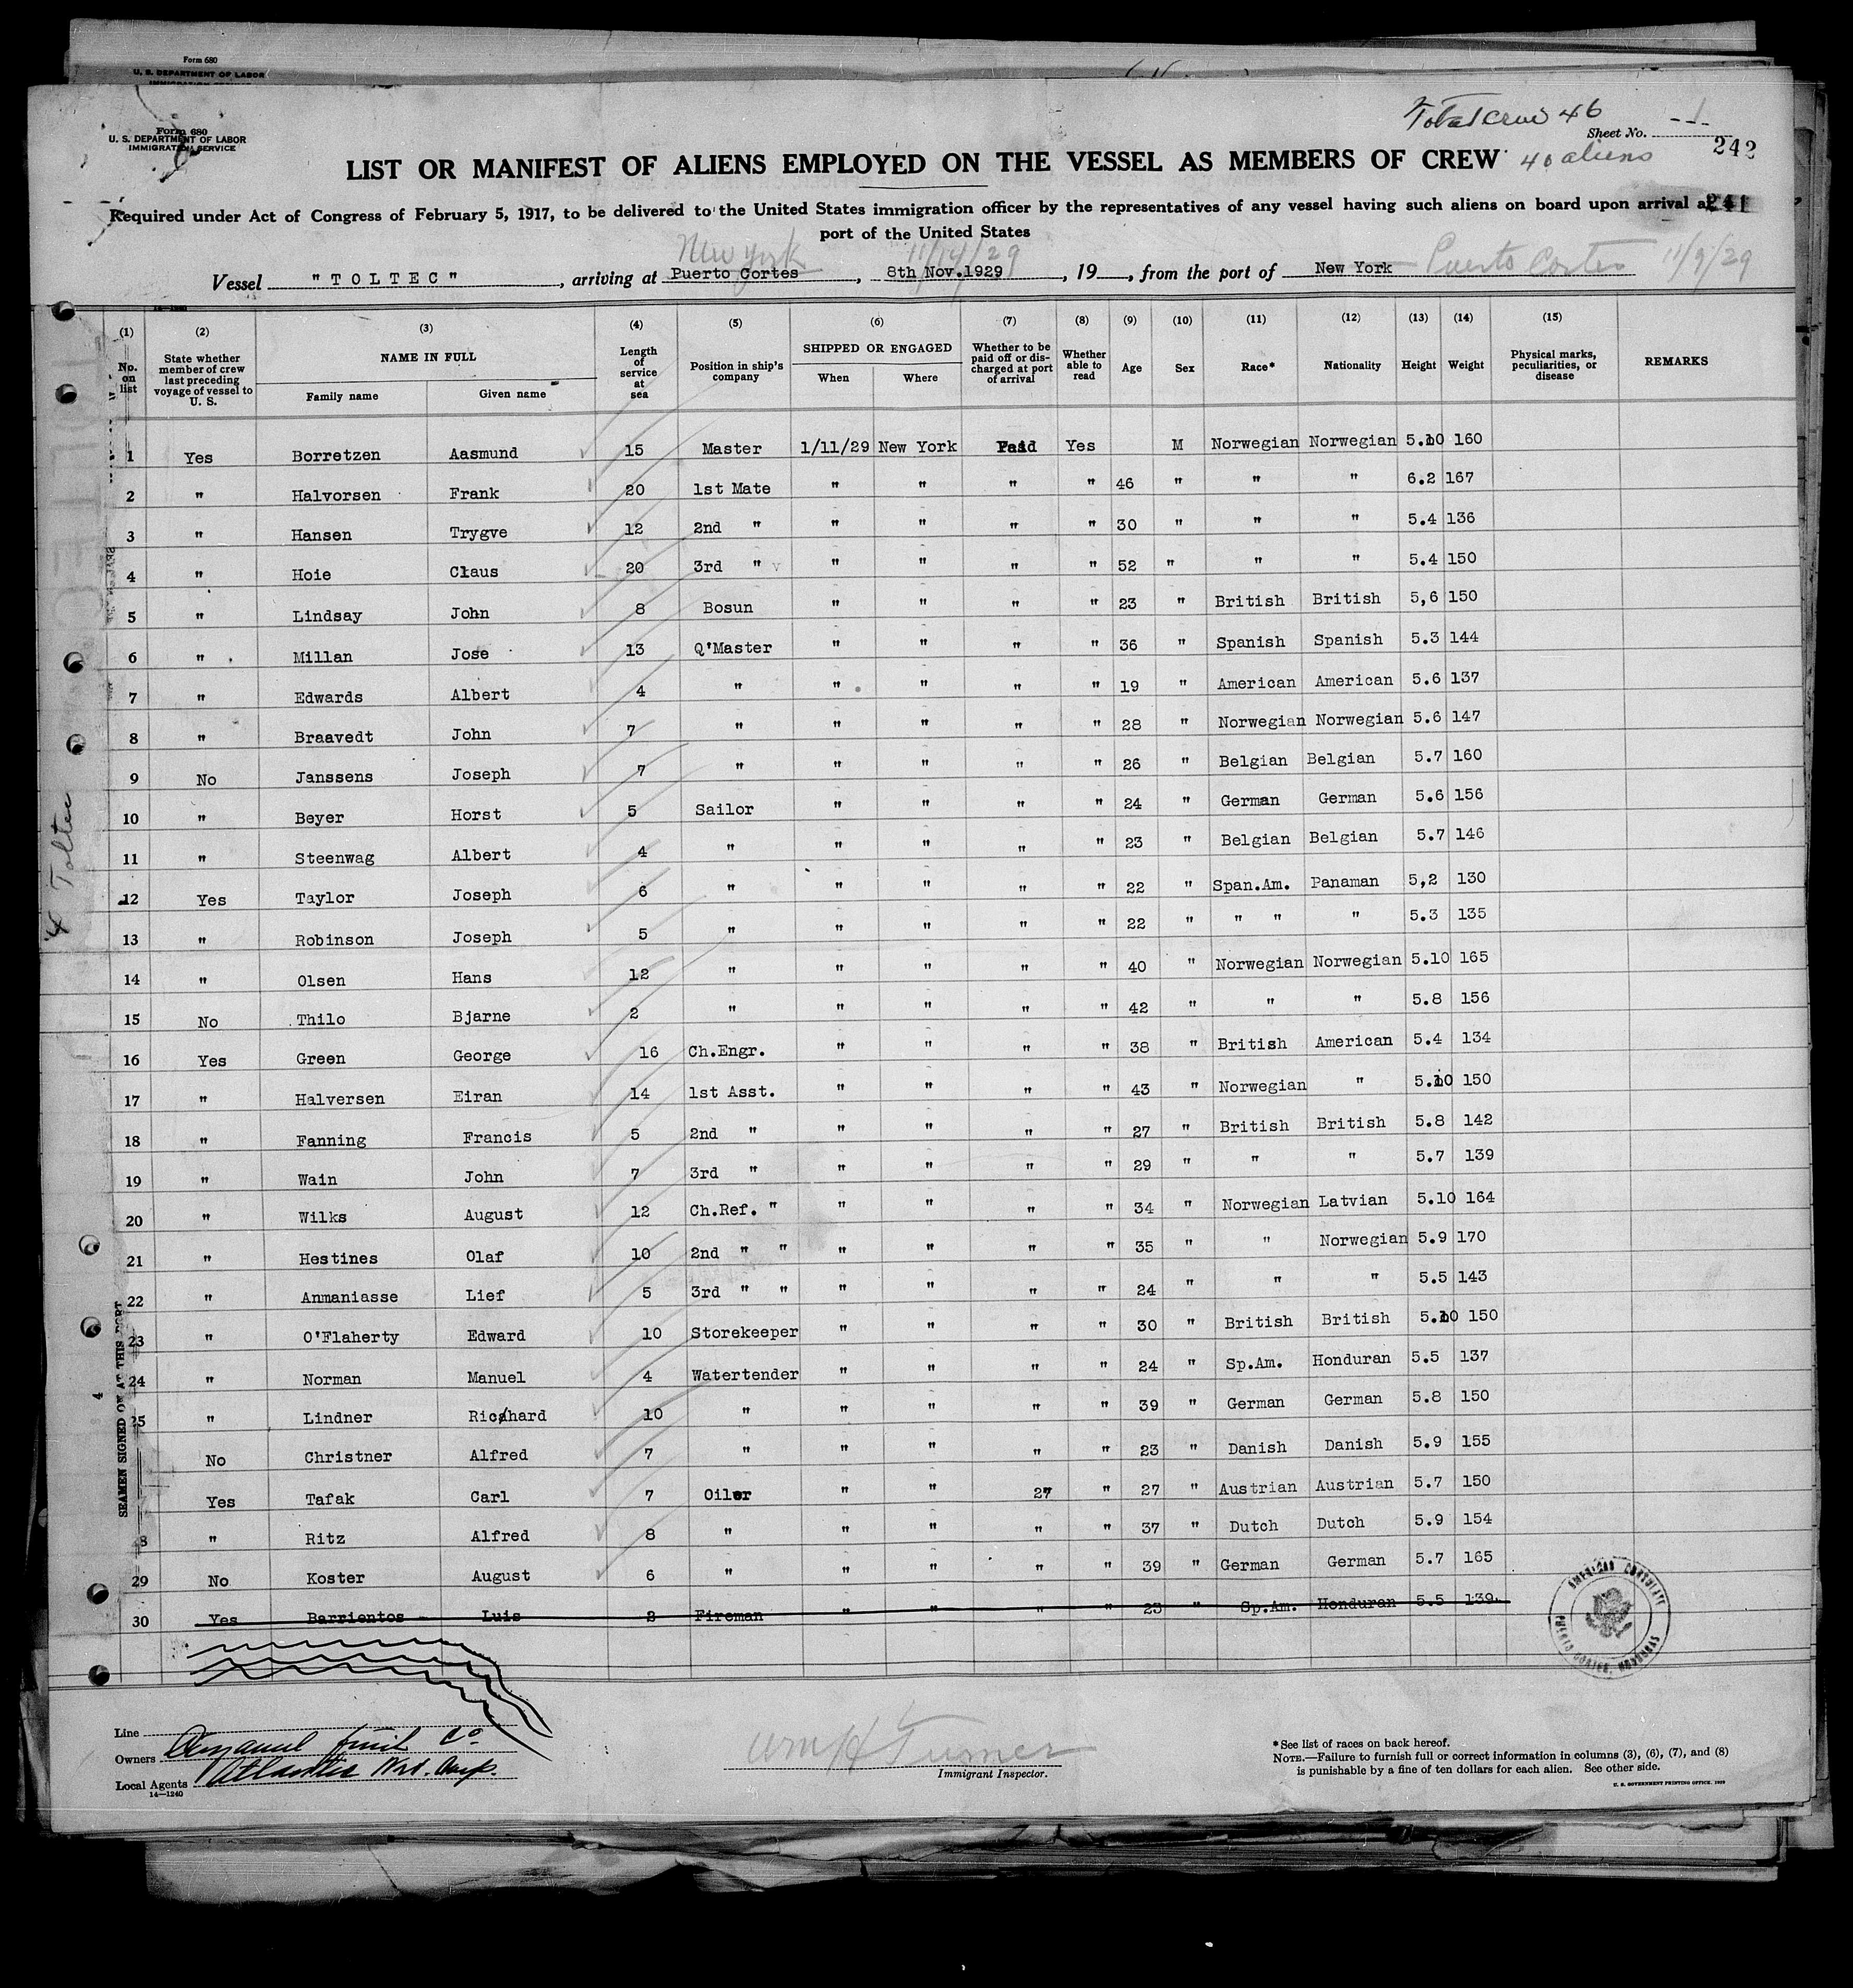 Form 680
U. S. DEPARTMENT OF LABOR
IMMIGRATION SERVICE
Form 680
U. S. DEPARTMENT OF LABOR
IMMIGRATION SERVICE
Total crew 46
Sheet No. 1
242
LIST OR MANIFEST OF ALIENS EMPLOYED ON THE VESSEL AS MEMBERS OF CREW
40 aliens
241
Required under Act of Congress of February 5, 1917, to be delivered to the United States immigration officer by the representatives of any vessel having such aliens on board upon arrival at
port of the United States
New York 11/14/29
Vessel "TOLTEC", arriving at Puerto Cortes, 8th Nov.1929, 19 , from the port of New York Puerto Cortes 11/9/29
(1) (2) (3) (4) (5) (6) (7) (8) (9) (10) (11) (12) (13) (14) (15)
No. on list State whether member of crew last preceding voyage of vessel to U. S. NAME IN FULL Family name Given name Length of service at sea Position in ship's company SHIPPED OR ENGAGED When Where Whether to be paid off or discharged at port of arrival Whether able to read Age Sex Race* Nationality Height Weight Physical marks, peculiarities, or disease REMARKS
1 Yes Borretzen Aasmund 15 Master 1/11/29 New York Paid Yes M Norwegian Norwegian 5.10 160
2 " Halvorsen Frank 20 1st Mate " " " " 46 " " " 6.2 167
3 " Hansen Trygve 12 2nd " " " " " 30 " " " 5.4 136
4 " Hoie Claus 20 3rd " " " " " 52 " " " 5.4 150
5 " Lindsay John 8 Bosun " " " " 23 " British British 5,6 150
6 " Millan Jose 13 Q'Master " " " " 36 " Spanish Spanish 5.3 144
7 " Edwards Albert 4 " " " " " 19 " American American 5.6 137
8 " Braavedt John 7 " " " " " 28 " Norwegian Norwegian 5.6 147
9 No Janssens Joseph 7 " " " " " 26 " Belgian Belgian 5.7 160
10 " Beyer Horst 5 Sailor " " " " 24 " German German 5.6 156
11 " Steenwag Albert 4 " " " " " 23 " Belgian Belgian 5.7 146
12 Yes Taylor Joseph 6 " " " " " 22 " Span.Am. Panaman 5,2 130
13 " Robinson Joseph 5 " " " " " 22 " " " " 5.3 135
14 " Olsen Hans 12 " " " " " 40 " Norwegian Norwegian 5.10 165
15 No Thilo Bjarne 2 " " " " " 42 " " " 5.8 156
16 Yes Green George 16 Ch.Engr. " " " " 38 " British American 5.4 134
17 " Halversen Eiran 14 1st Asst. " " " " 43 " Norwegian " 5.10 150
18 " Fanning Francis 5 2nd " " " " " 27 " British British 5.8 142
19 " Wain John 7 3rd " " " " " 29 " " " 5.7 139
20 " Wilks August 12 Ch.Ref. " " " " " 34 " Norwegian Latvian 5.10 164
21 " Hestines Olaf 10 2nd " " " " " " 35 " " Norwegian 5.9 170
22 " Anmaniasse Lief 5 3rd " " " " " " 24 " " " 5.5 143
23 " O'Flaherty Edward 10 Storekeeper " " " " 30 " British British 5.10 150
24 " Norman Manuel 4 Watertender " " " " 24 " Sp.Am. Honduran 5.5 137
25 " Lindner Richard 10 " " " " " 39 " German German 5.8 150
No Christner Alfred 7 " " " " " 23 " Danish Danish 5.9 155
7 Yes Tafak Carl 7 Oiler " " 27 " 27 " Austrian Austrian 5.7 150
8 " Ritz Alfred 8 " " " " " 37 " Dutch Dutch 5.9 154
29 No Koster August 6 " " " " " 39 " German German 5.7 165
30 Yes Barrientos Luis 2 Fireman " " " " 23 " Sp.Am. Honduran 5.5 139
SEAMEN SIGNED ON AT THIS PORT
4
Toltec
AMERICAN CONSULATE
PUERTO CORTES, HONDURAS
Line
Owners Cuyamel Fruit Co
Local Agents Atlantic
14—1240
Wm H Turner
Immigrant Inspector.
*See list of races on back hereof.
NOTE.—Failure to furnish full or correct information in columns (3), (6), (7), and (8)
is punishable by a fine of ten dollars for each alien. See other side.
U. S. GOVERNMENT PRINTING OFFICE. 1929